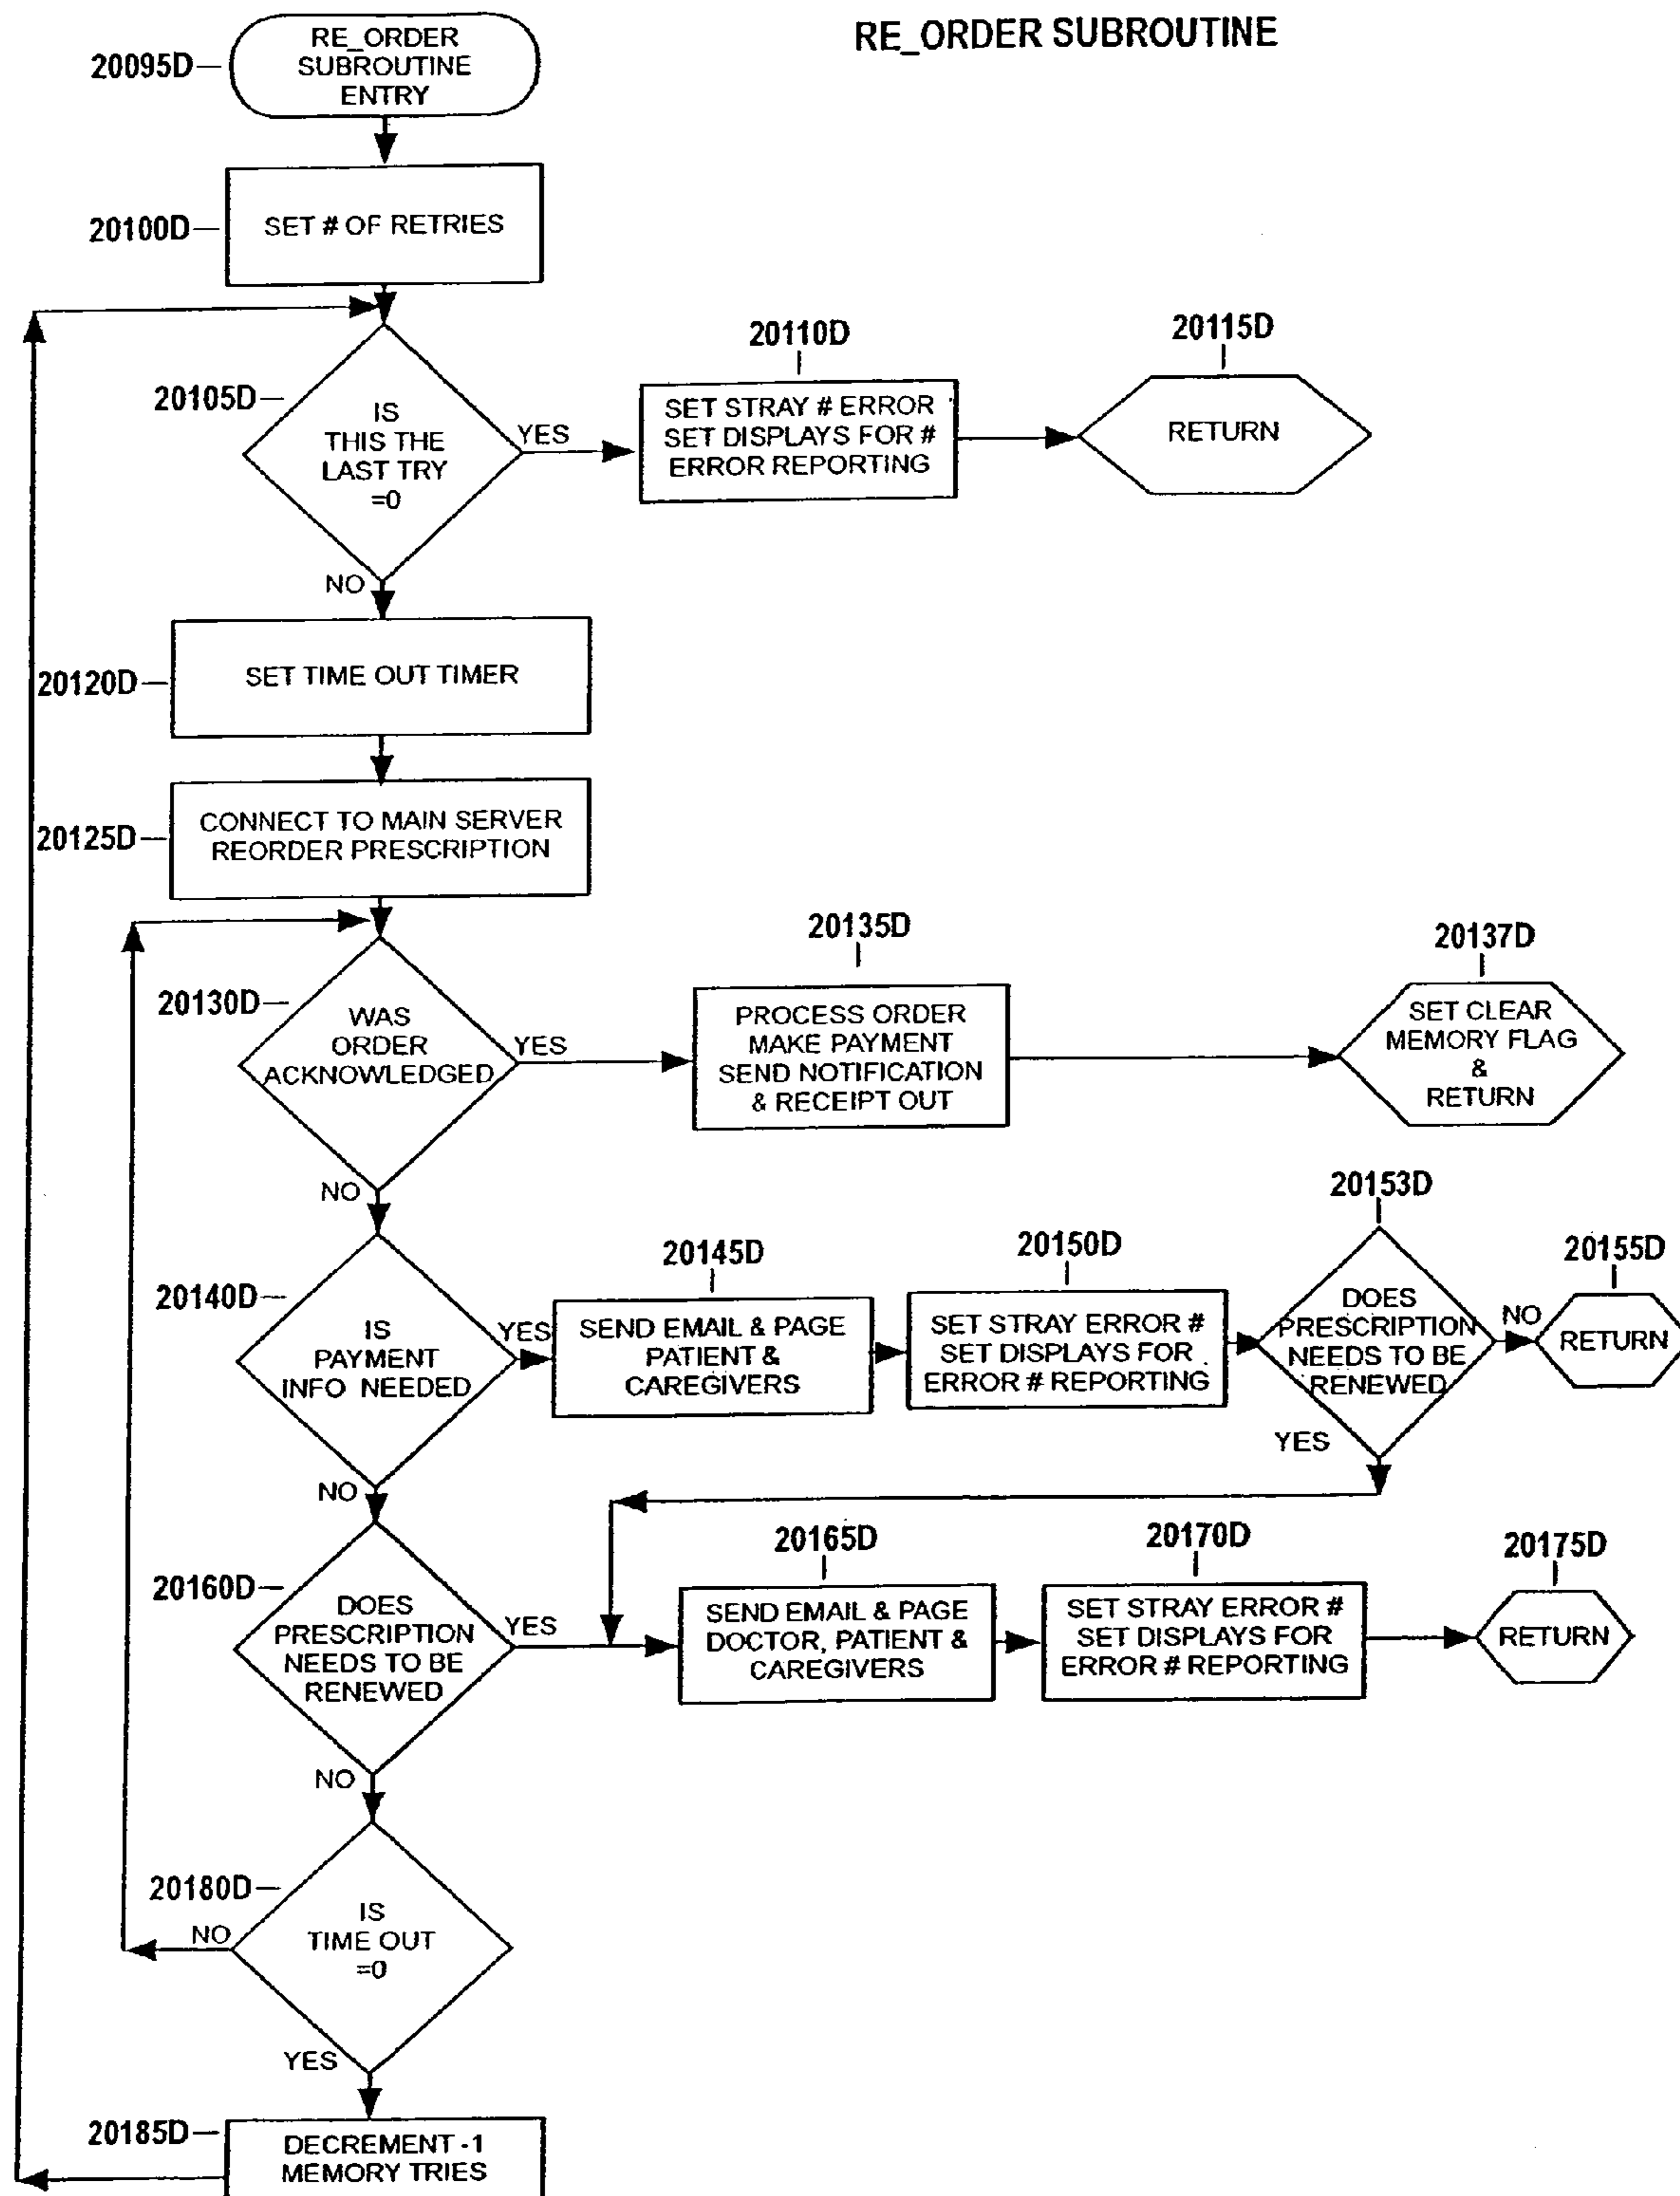 RE_ORDER SUBROUTINE
20095D
RE_ORDER
SUBROUTINE
ENTRY
20100D
SET # OF RETRIES
20105D
IS
THIS THE
LAST TRY
=0
YES
NO
20110D
SET STRAY # ERROR
SET DISPLAYS FOR #
ERROR REPORTING
20115D
RETURN
20120D
SET TIME OUT TIMER
20125D
CONNECT TO MAIN SERVER
REORDER PRESCRIPTION
20130D
WAS
ORDER
ACKNOWLEDGED
YES
NO
20135D
PROCESS ORDER
MAKE PAYMENT
SEND NOTIFICATION
& RECEIPT OUT
20137D
SET CLEAR
MEMORY FLAG
&
RETURN
20140D
IS
PAYMENT
INFO NEEDED
YES
NO
20145D
SEND EMAIL & PAGE
PATIENT &
CAREGIVERS
20150D
SET STRAY ERROR #
SET DISPLAYS FOR
ERROR # REPORTING
20153D
DOES
PRESCRIPTION
NEEDS TO BE
RENEWED
NO
YES
20155D
RETURN
20160D
DOES
PRESCRIPTION
NEEDS TO BE
RENEWED
YES
NO
20165D
SEND EMAIL & PAGE
DOCTOR, PATIENT &
CAREGIVERS
20170D
SET STRAY ERROR #
SET DISPLAYS FOR
ERROR # REPORTING
20175D
RETURN
20180D
IS
TIME OUT
=0
NO
YES
20185D
DECREMENT -1
MEMORY TRIES